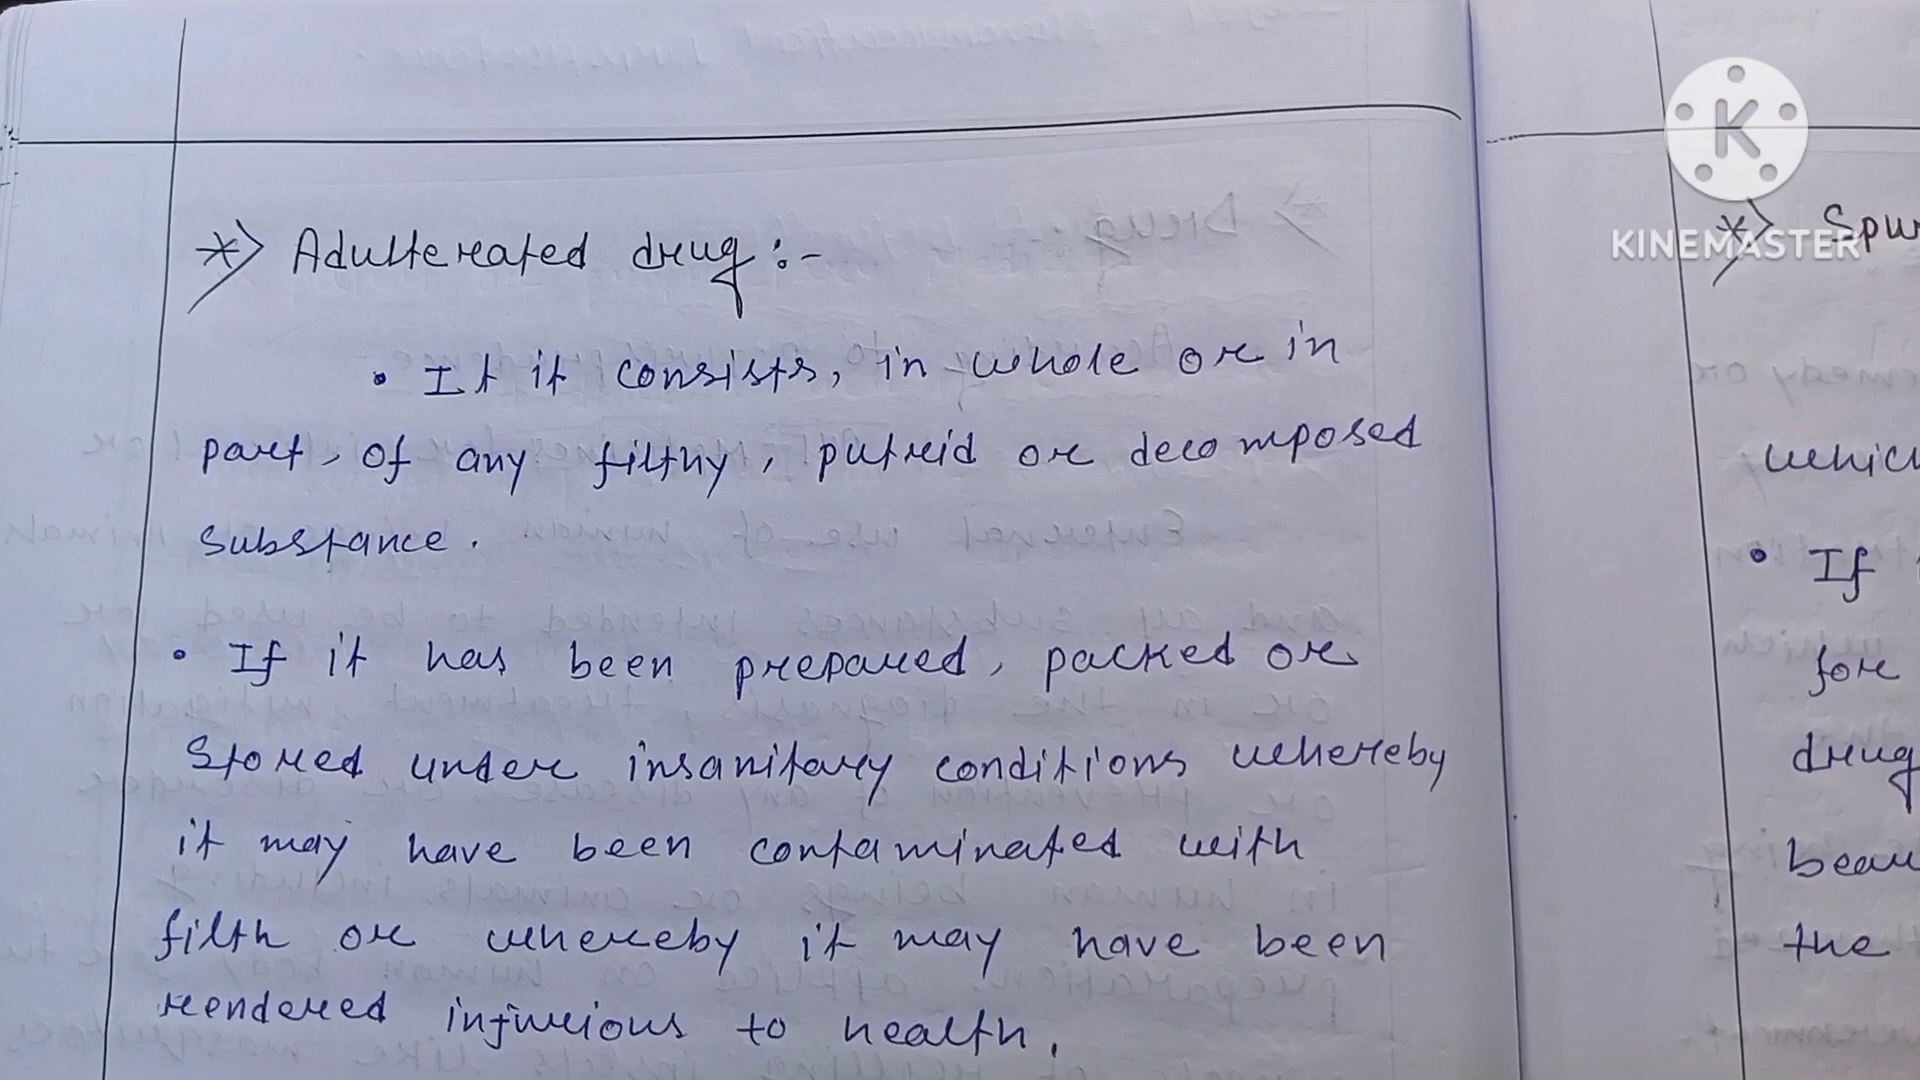 *> Adulterated drug :-
• If it consists, in whole or in
part, of any filthy, putrid or decomposed
substance.
• If it has been prepared, packed or
stored under insanitary conditions whereby
it may have been contaminated with
filth or whereby it may have been
rendered injurious to health.
K
KINEMASTER
*> Spu
which
• If
for
drug
the